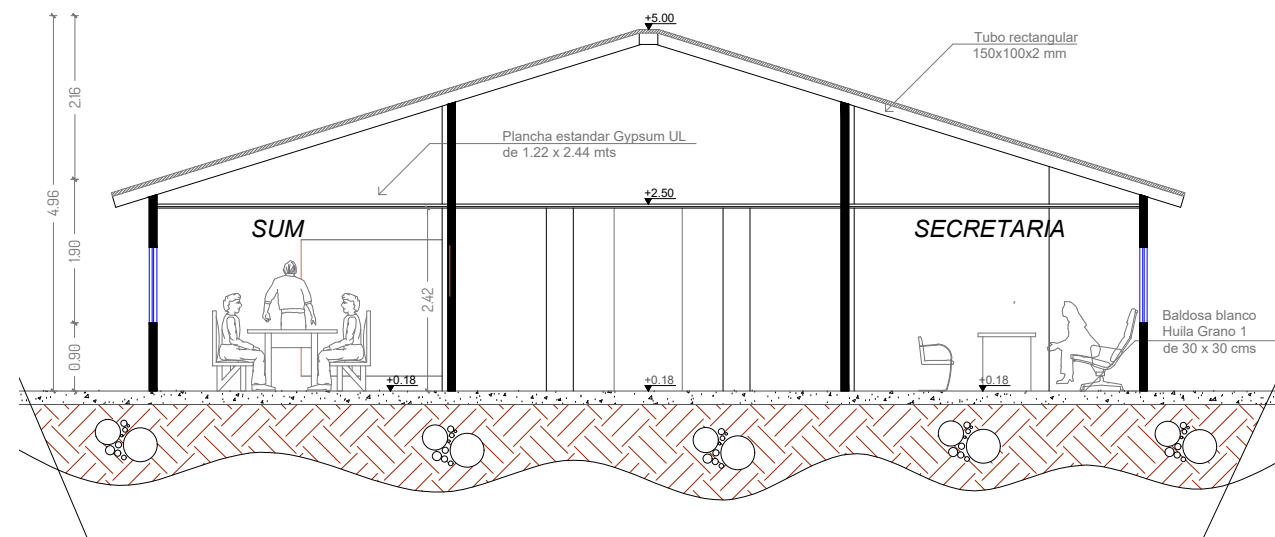 +5.00
Tubo rectangular
150x100x2 mm
2.16
Plancha estandar Gypsum UL
de 1.22 x 2.44 mts
4.96
+2.50
SUM
SECRETARIA
1.90
2.42
Baldosa blanco
Huila Grano 1
de 30 x 30 cms
0.90
+0.18
+0.18
+0.18